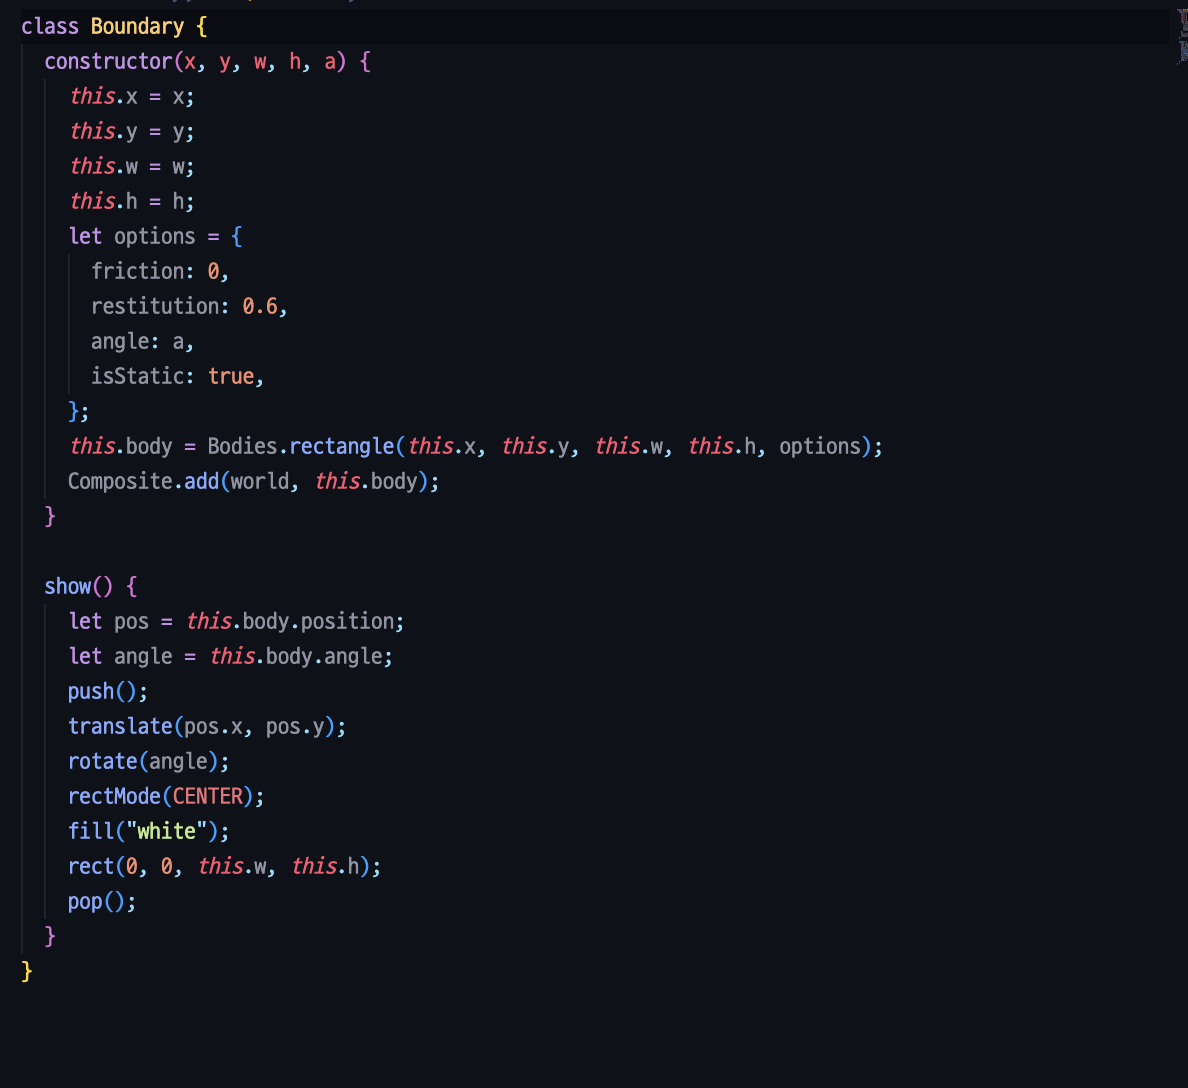 class Boundary {
  constructor(x, y, w, h, a) {
    this.x = x;
    this.y = y;
    this.w = w;
    this.h = h;
    let options = {
      friction: 0,
      restitution: 0.6,
      angle: a,
      isStatic: true,
    };
    this.body = Bodies.rectangle(this.x, this.y, this.w, this.h, options);
    Composite.add(world, this.body);
  }

  show() {
    let pos = this.body.position;
    let angle = this.body.angle;
    push();
    translate(pos.x, pos.y);
    rotate(angle);
    rectMode(CENTER);
    fill("white");
    rect(0, 0, this.w, this.h);
    pop();
  }
}